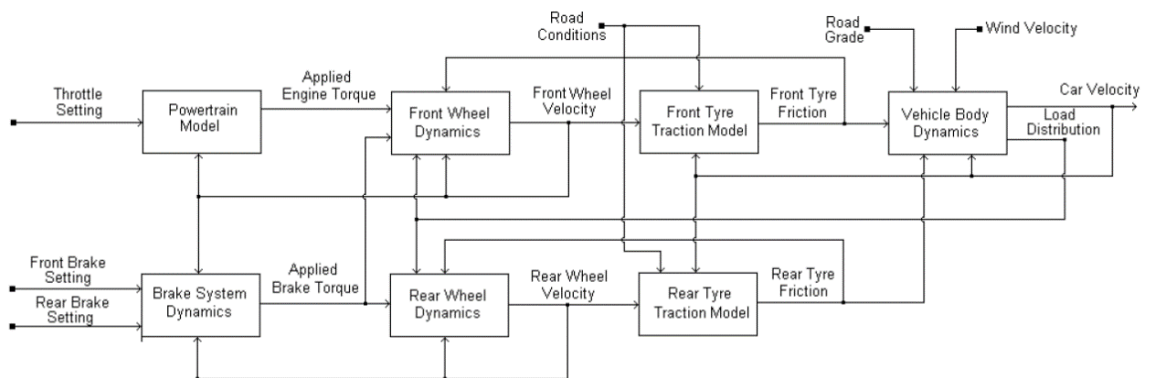 Road
Conditions
Road
Grade
Wind Velocity
Throttle
Setting
Powertrain
Model
Applied
Engine Torque
Front Wheel
Dynamics
Front Wheel
Velocity
Front Tyre
Traction Model
Front Tyre
Friction
Vehicle Body
Dynamics
Car Velocity
Load
Distribution
Front Brake
Setting
Rear Brake
Setting
Brake System
Dynamics
Applied
Brake Torque
Rear Wheel
Dynamics
Rear Wheel
Velocity
Rear Tyre
Traction Model
Rear Tyre
Friction